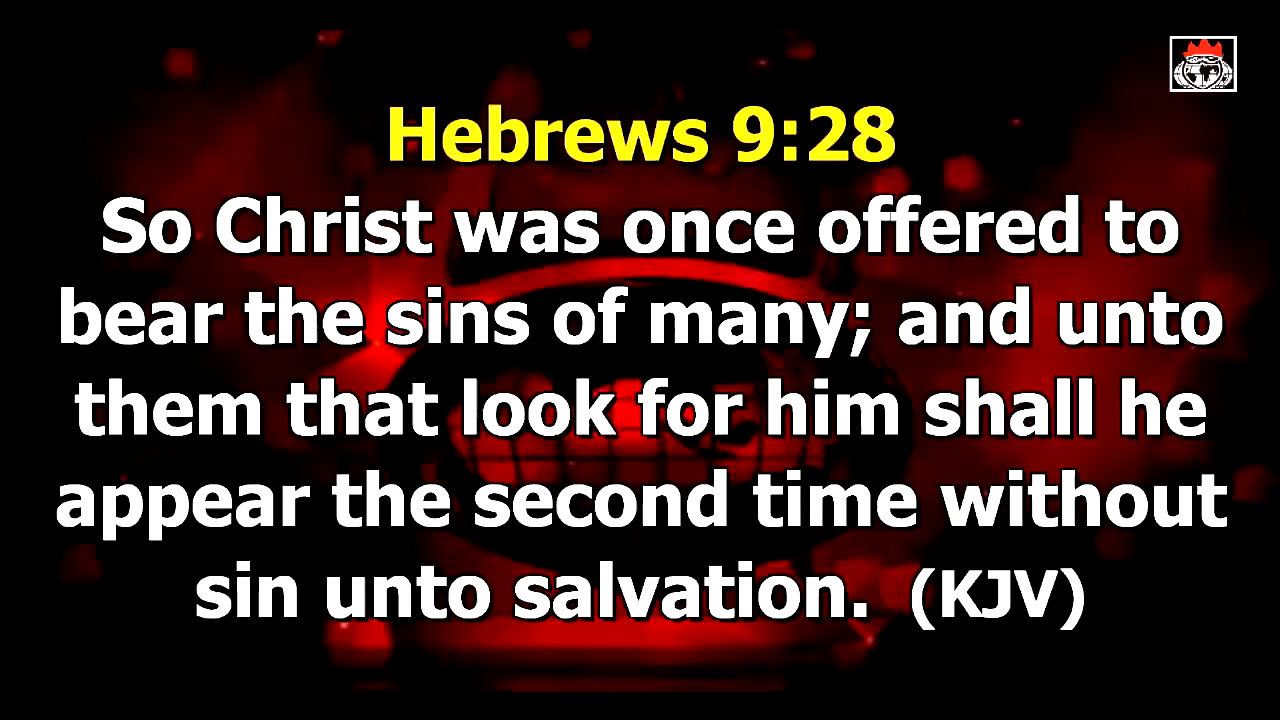 Hebrews 9:28
So Christ was once offered to
bear the sins of many; and unto
them that look for him shall he
appear the second time without
sin unto salvation.  (KJV)